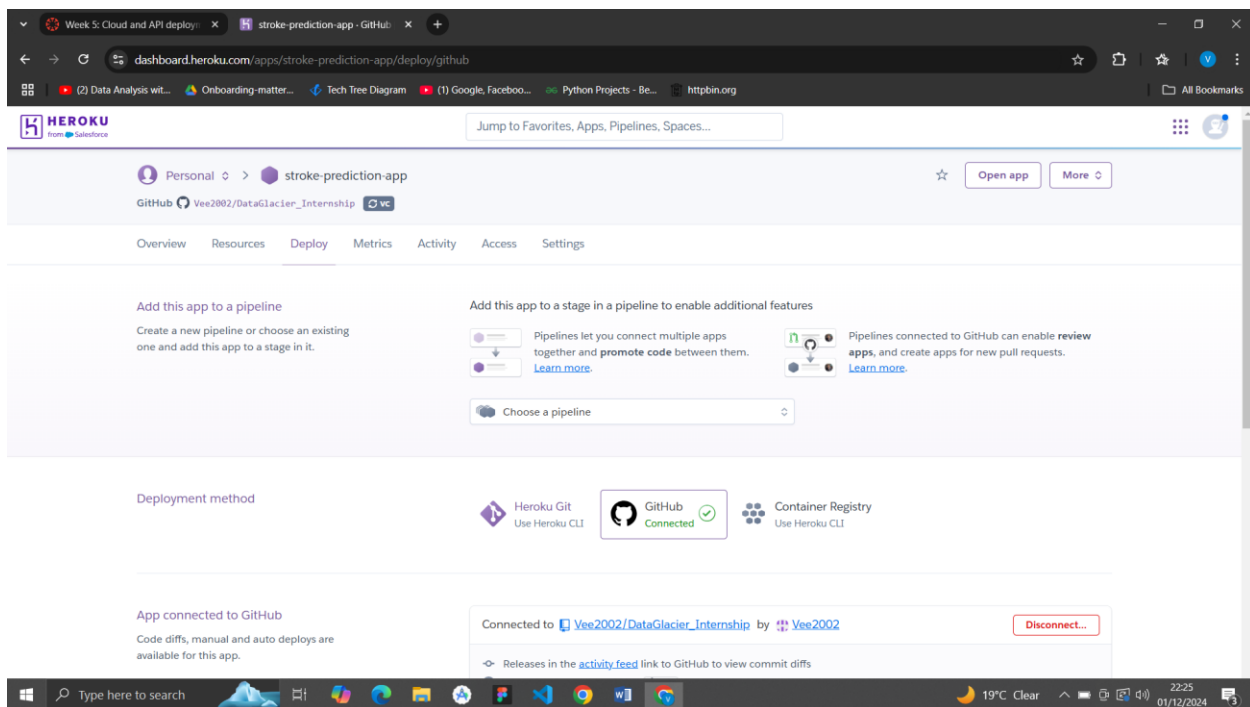 Week 5: Cloud and API deploy
stroke-prediction-app - GitHub
dashboard.heroku.com/apps/stroke-prediction-app/deploy/github
V
(2) Data Analysis wit...
Onboarding-matter...
Tech Tree Diagram
(1) Google, Faceboo...
Python Projects - Be...
httpbin.org
All Bookmarks
HEROKU
from Salesforce
Jump to Favorites, Apps, Pipelines, Spaces...
Personal > stroke-prediction-app
Open app
More
GitHub Vee2002/DataGlacier_Internship vc
Overview Resources Deploy Metrics Activity Access Settings
Add this app to a pipeline
Create a new pipeline or choose an existing
one and add this app to a stage in it.
Add this app to a stage in a pipeline to enable additional features
Pipelines let you connect multiple apps
together and promote code between them.
Learn more.
Pipelines connected to GitHub can enable review
apps, and create apps for new pull requests.
Learn more.
Choose a pipeline
Deployment method
Heroku Git
Use Heroku CLI
GitHub
Connected
Container Registry
Use Heroku CLI
App connected to GitHub
Code diffs, manual and auto deploys are
available for this app.
Connected to Vee2002/DataGlacier_Internship by Vee2002
Disconnect...
Releases in the activity feed link to GitHub to view commit diffs
Type here to search
19°C Clear
22:25
01/12/2024
3